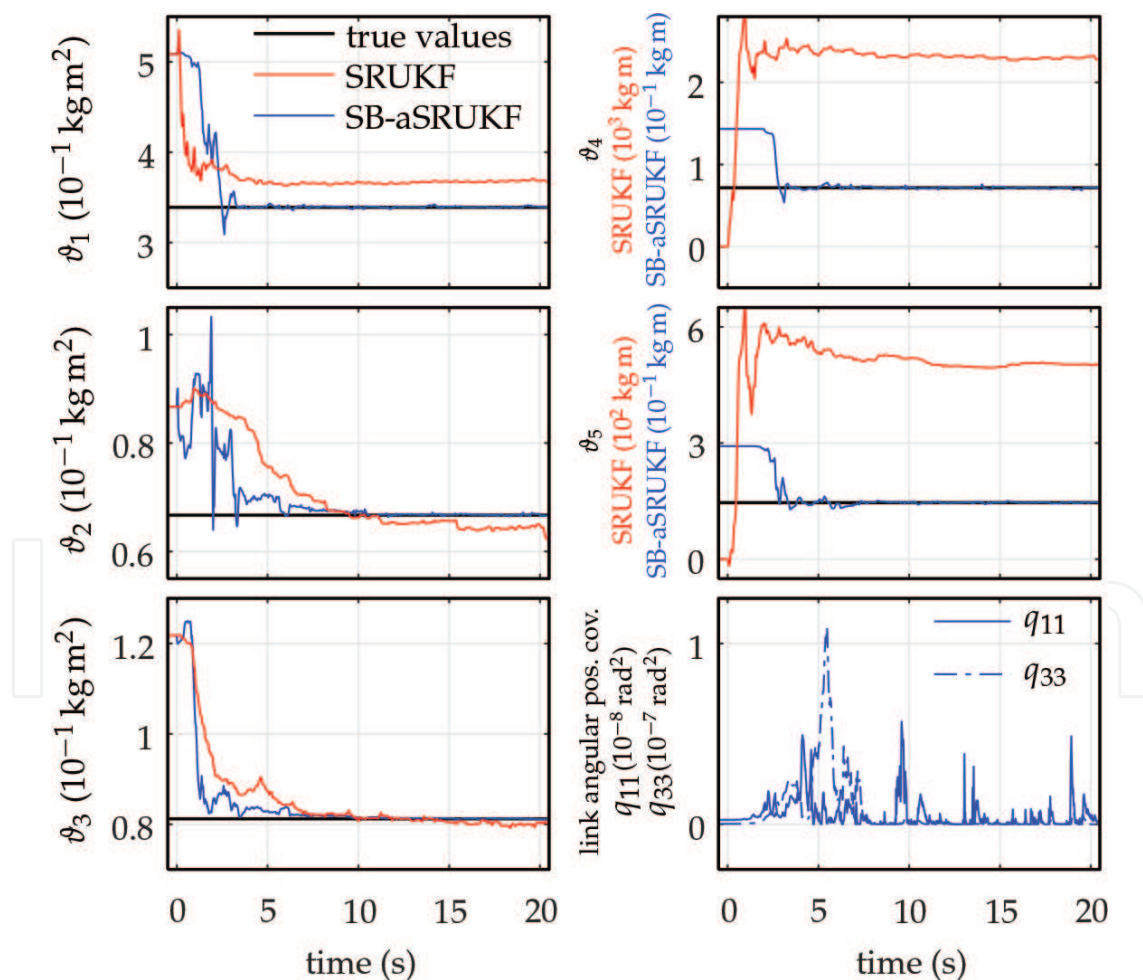 true values
SRUKF
SB-aSRUKF
5
4
3
ϑ1 (10−1 kg m2)
1
0.8
0.6
ϑ2 (10−1 kg m2)
1.2
1
0.8
ϑ3 (10−1 kg m2)
0 5 10 15 20
time (s)
2
1
0
ϑ4
SRUKF (103 kg m)
SB-aSRUKF (10−1 kg m)
6
3
0
ϑ5
SRUKF (102 kg m)
SB-aSRUKF (10−1 kg m)
q11
q33
1
0
link angular pos. cov.
q11 (10−8 rad2)
q33 (10−7 rad2)
0 5 10 15 20
time (s)